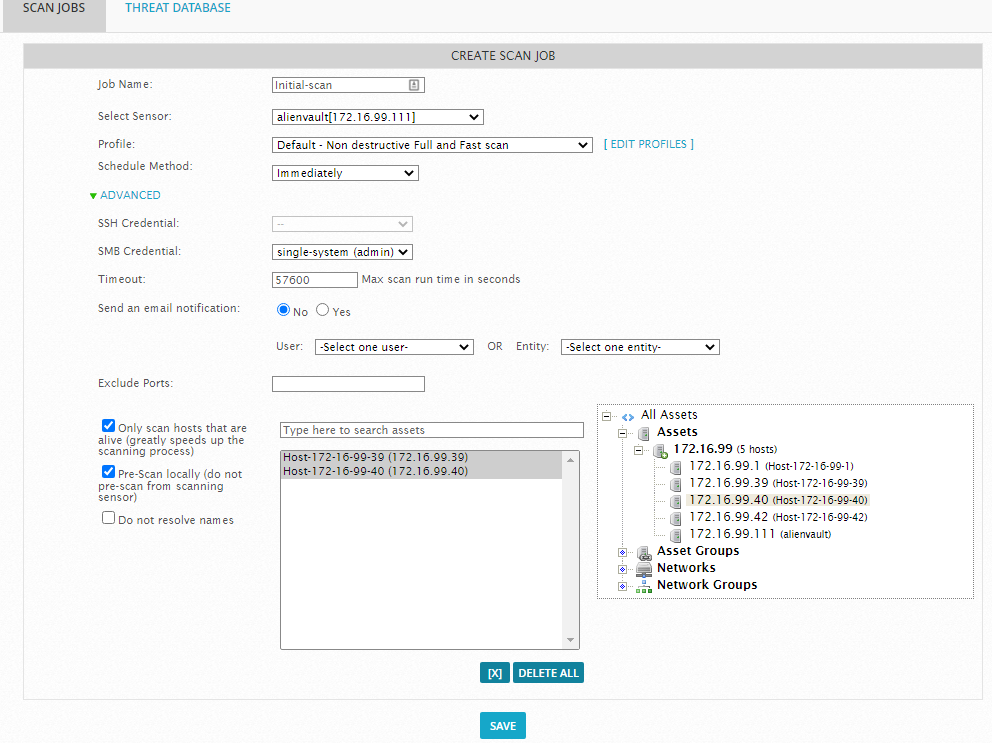 SCAN JOBS THREAT DATABASE
CREATE SCAN JOB
Job Name: Initial-scan
Select Sensor: alienvault[172.16.99.111]
Profile: Default - Non destructive Full and Fast scan [ EDIT PROFILES ]
Schedule Method: Immediately
ADVANCED
SSH Credential: --
SMB Credential: single-system (admin)
Timeout: 57600 Max scan run time in seconds
Send an email notification: No Yes
User: -Select one user- OR Entity: -Select one entity-
Exclude Ports:
Only scan hosts that are
alive (greatly speeds up the
scanning process)
Pre-Scan locally (do not
pre-scan from scanning
sensor)
Do not resolve names
Type here to search assets
Host-172-16-99-39 (172.16.99.39)
Host-172-16-99-40 (172.16.99.40)
All Assets
Assets
172.16.99 (5 hosts)
172.16.99.1 (Host-172-16-99-1)
172.16.99.39 (Host-172-16-99-39)
172.16.99.40 (Host-172-16-99-40)
172.16.99.42 (Host-172-16-99-42)
172.16.99.111 (alienvault)
Asset Groups
Networks
Network Groups
[X] DELETE ALL
SAVE